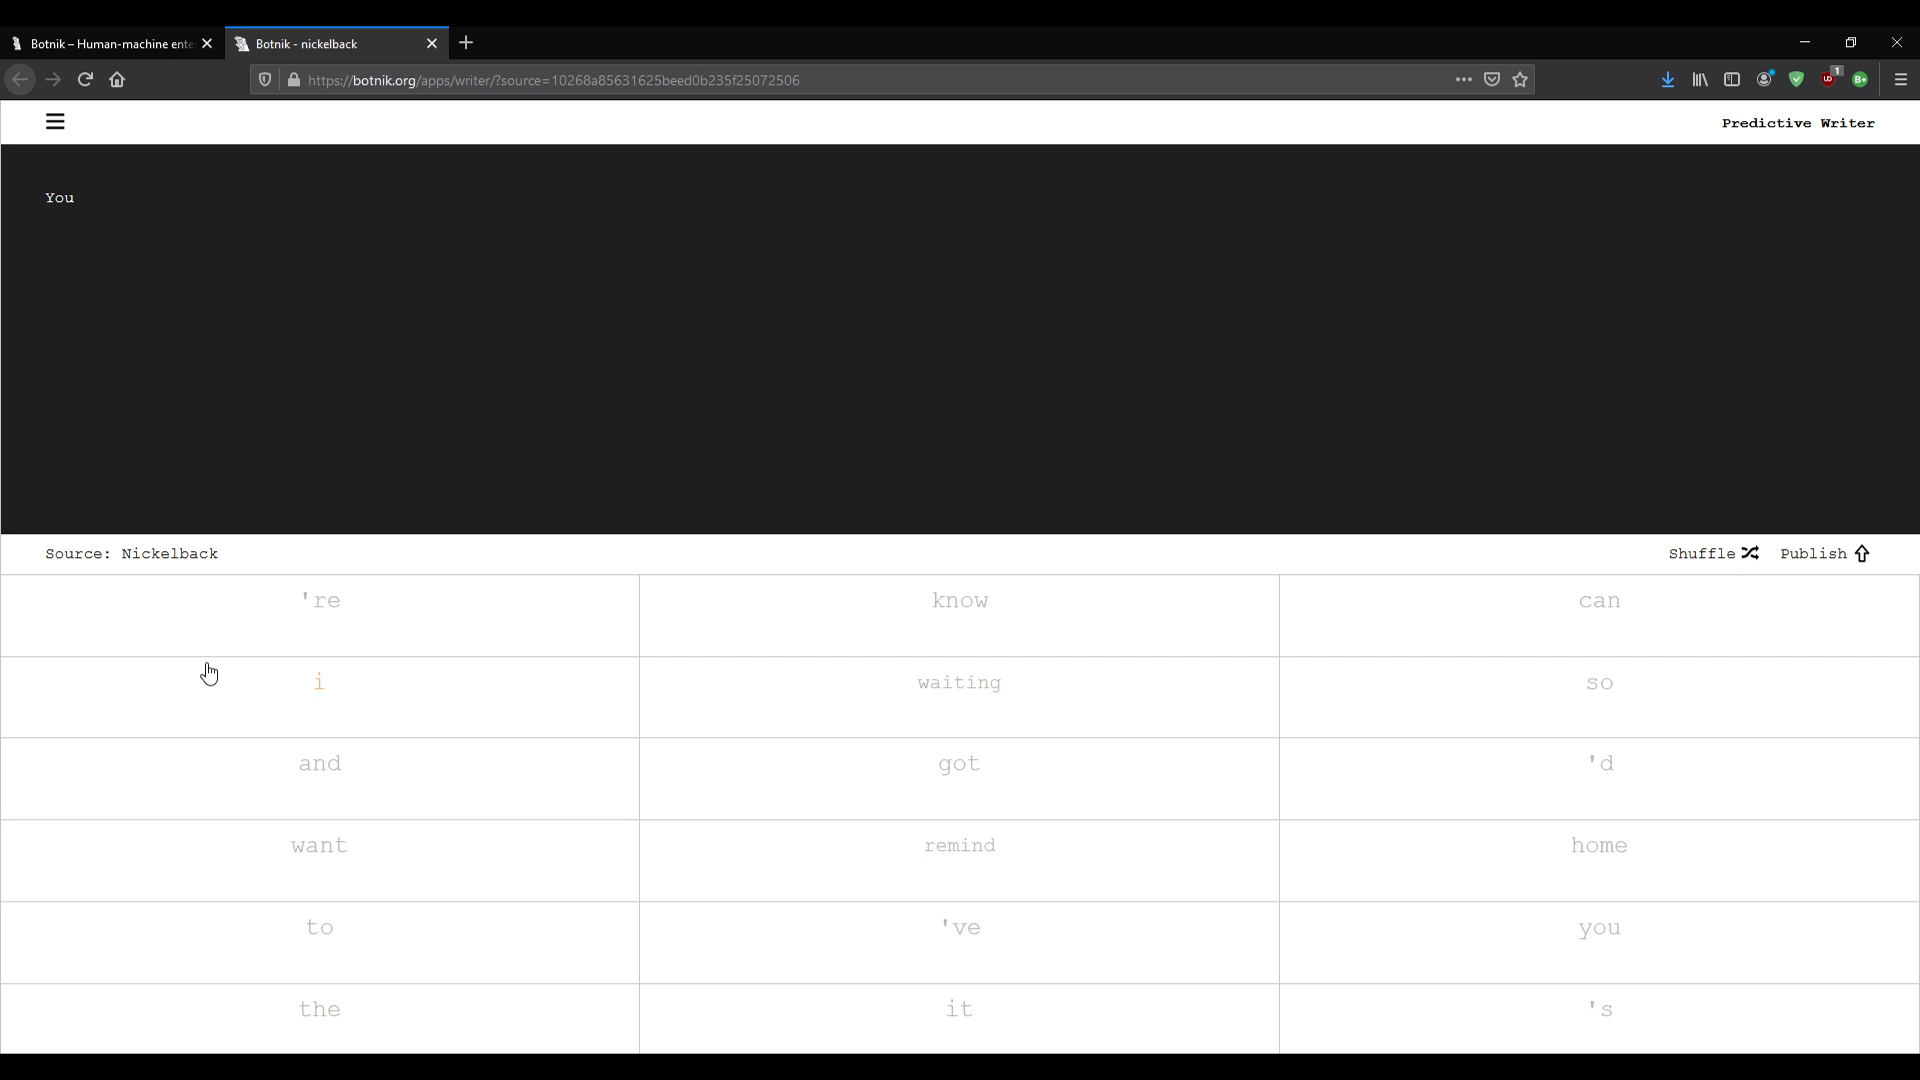 Botnik – Human-machine ente
Botnik - nickelback
https://botnik.org/apps/writer/?source=10268a85631625beed0b235f25072506
1
B+
Predictive Writer
You
Source: Nickelback
Shuffle Publish
're know can
i waiting so
and got 'd
want remind home
to 've you
the it 's